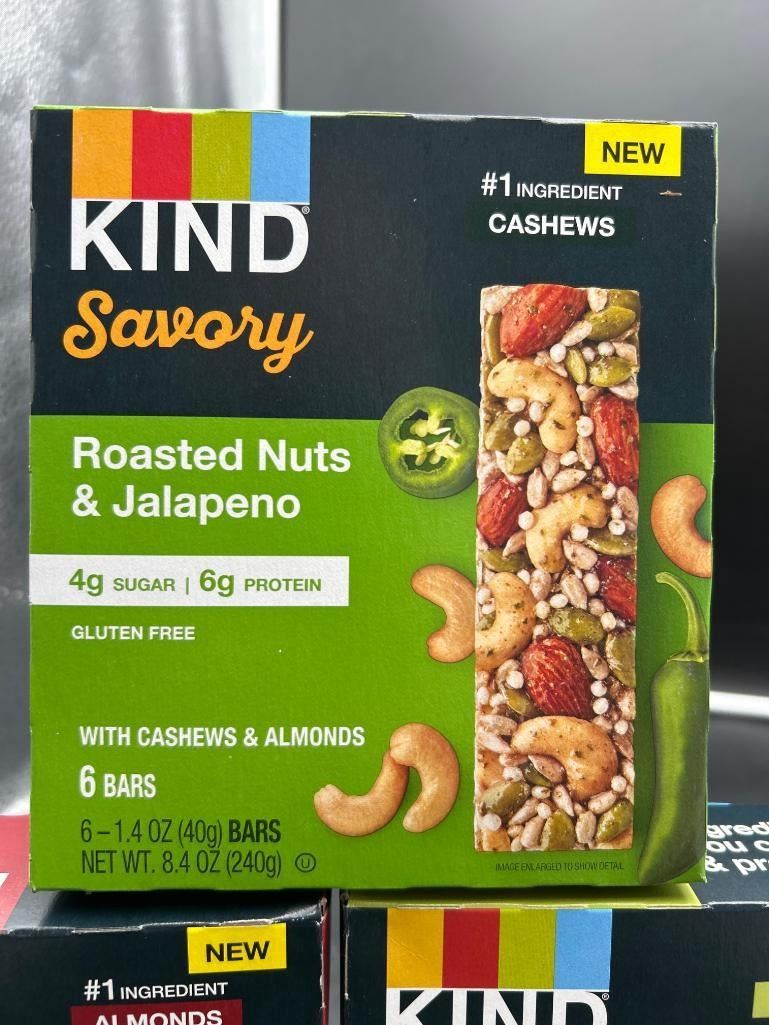 KIND®
Savory
NEW
#1 INGREDIENT
CASHEWS
Roasted Nuts
& Jalapeno
4g SUGAR | 6g PROTEIN
GLUTEN FREE
WITH CASHEWS & ALMONDS
6 BARS
6–1.4 OZ (40g) BARS
NET WT. 8.4 OZ (240g) U
IMAGE ENLARGED TO SHOW DETAIL
NEW
#1 INGREDIENT
ALMONDS
KIND
& pr